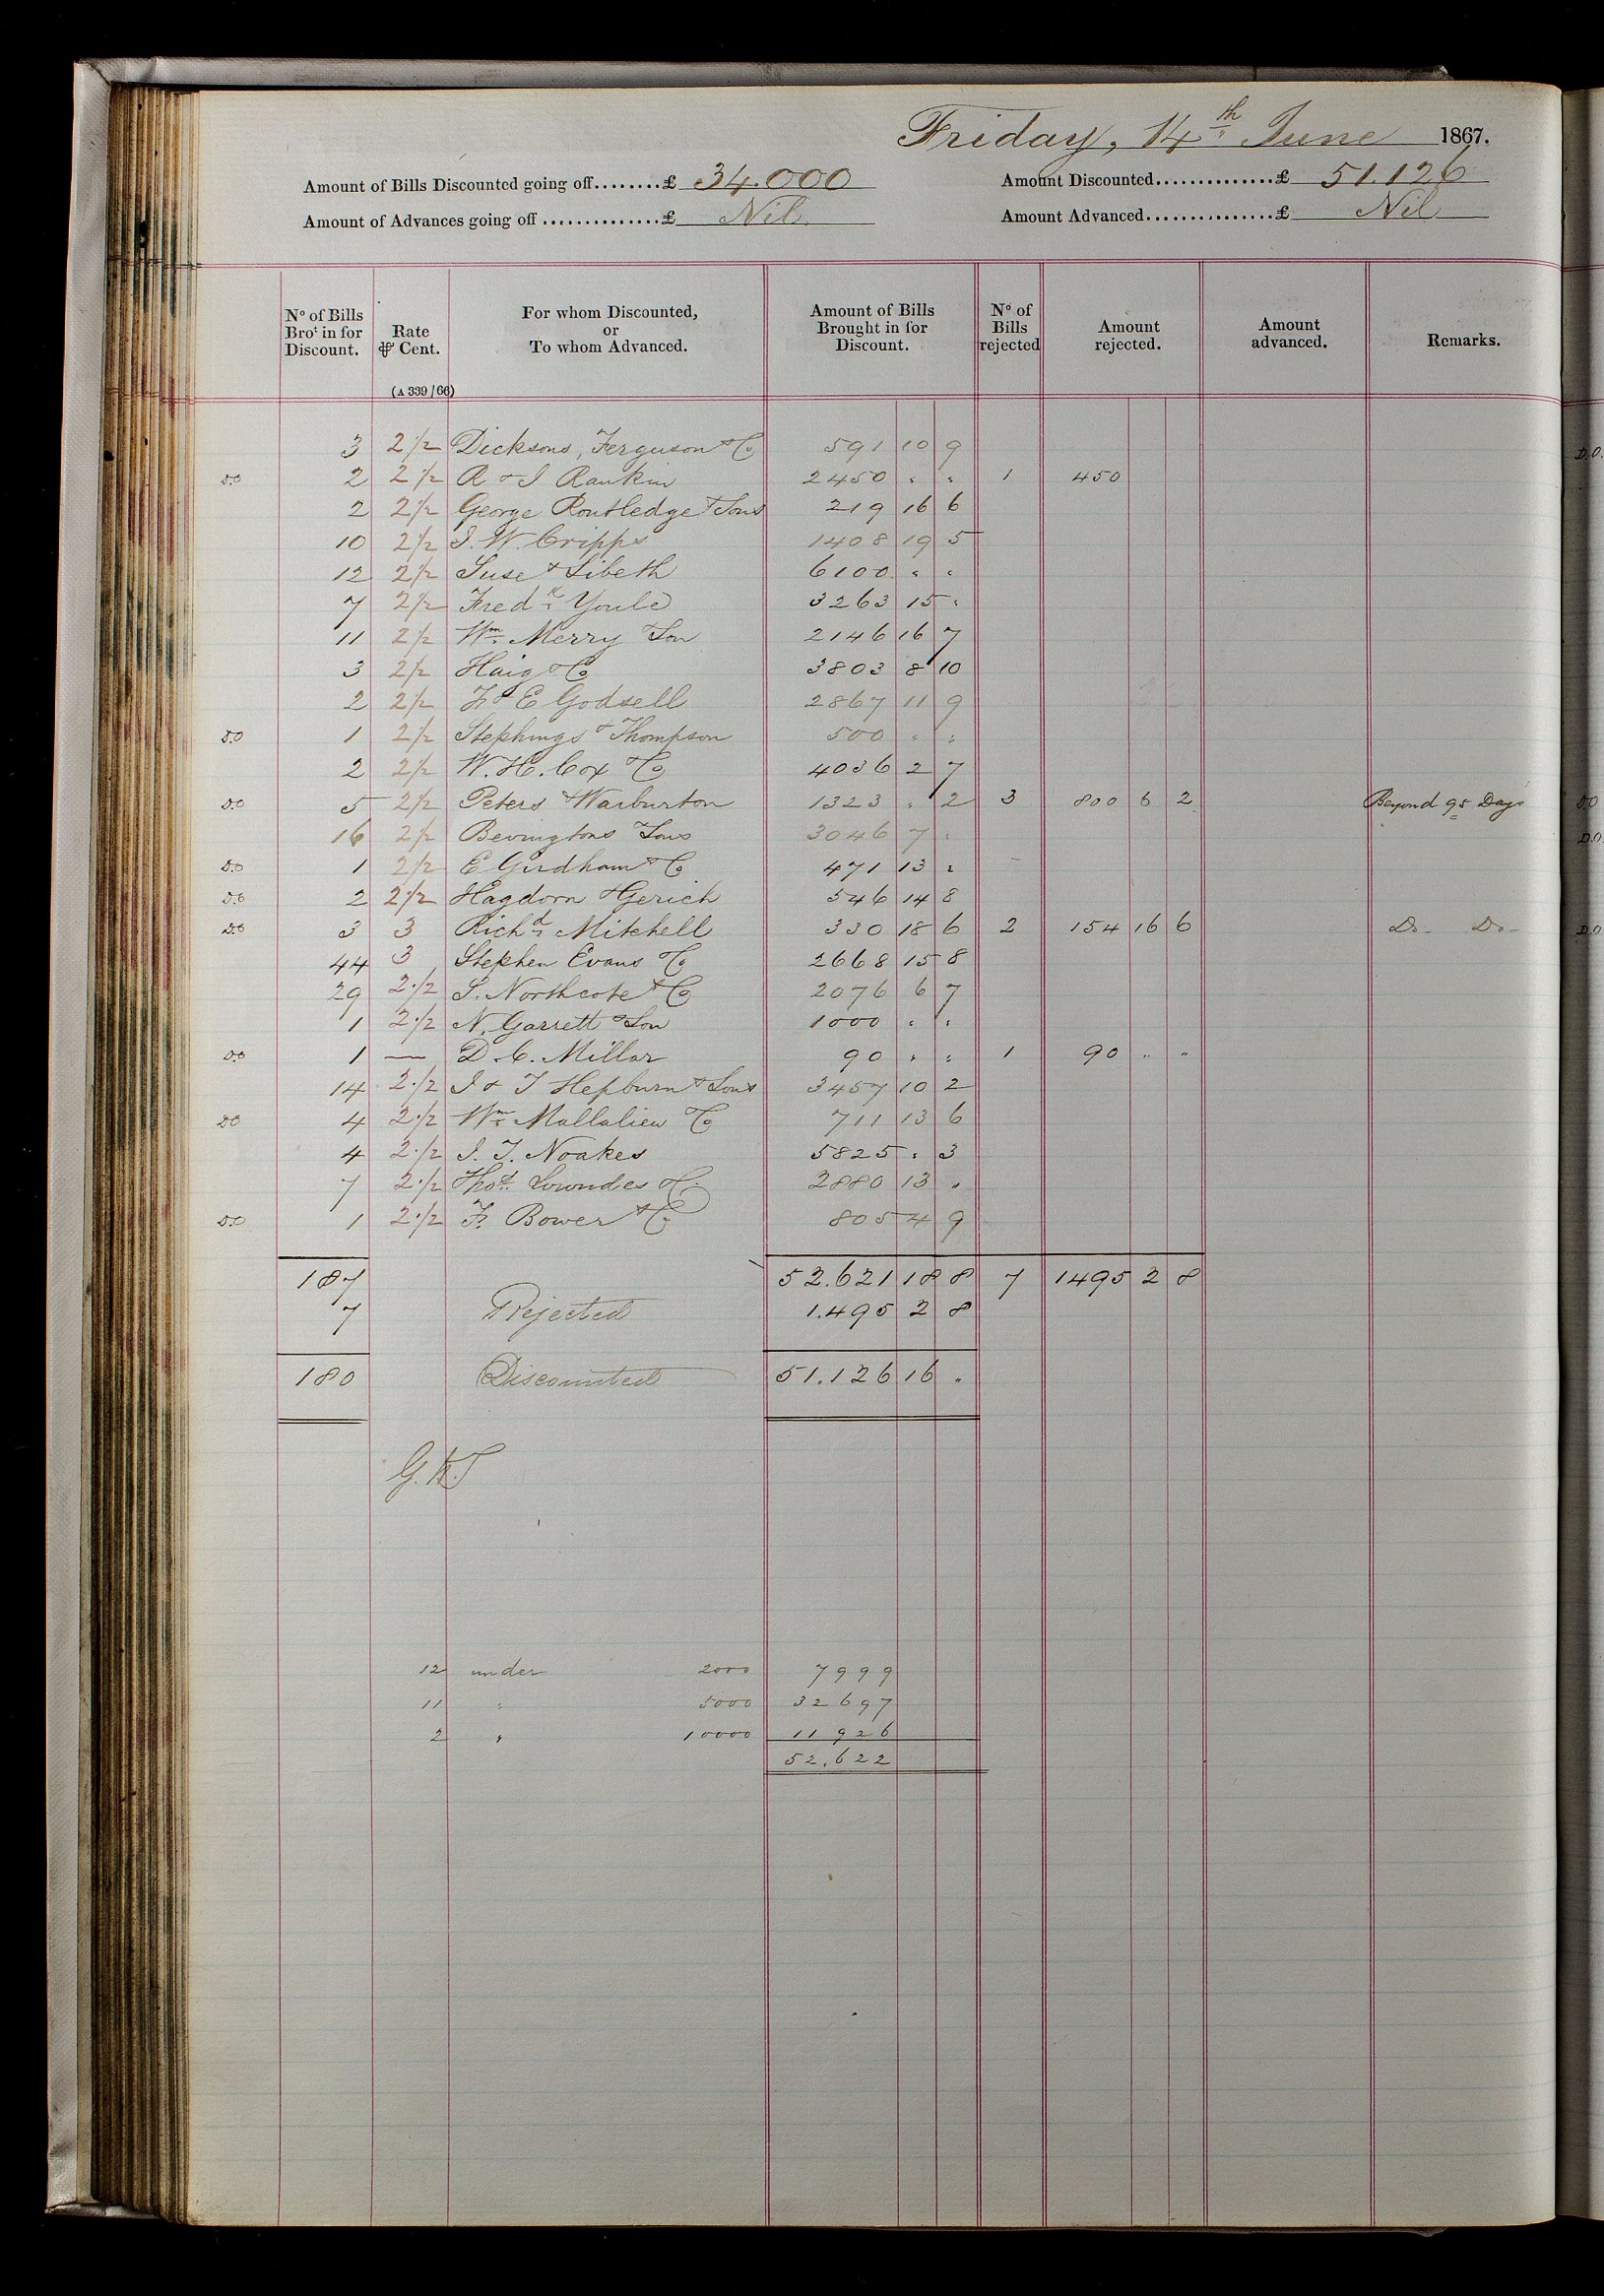 Friday, 14th June 1867.
Amount of Bills Discounted going off........£ 34.000 Amount Discounted..............£ 51.126
Amount of Advances going off ..............£ Nil Amount Advanced...............£ Nil
No of Bills Brot in for Discount. Rate ⅌ Cent. For whom Discounted, or To whom Advanced. Amount of Bills Brought in for Discount. No of Bills rejected Amount rejected. Amount advanced. Remarks.
(A 339/66)
3 2½ Dicksons, Ferguson & Co 591 10 9
D.O 2 2½ R & J Rankin 2450 " " 1 450
2 2½ George Routledge & Sons 219 16 6
10 2½ J. W. Cripps 1408 19 5
12 2½ Suse & Sibeth 6100 " "
7 2½ Fredk Youle 3263 15 "
11 2½ Wm Merry & Son 2146 16 7
3 2½ Haig & Co 3803 8 10
2 2½ F & E Godsell 2867 11 9
D.O 1 2½ Stephings & Thompson 500 " "
2 2½ W. H. Cox & Co 4036 2 7
D.O 5 2½ Peters & Warburton 1323 " 2 3 800 6 2 Beyond 95 Days
16 2½ Bevingtons & Sons 3046 7 "
D.O 1 2½ E Girdham & Co 471 13 "
D.O 2 2½ Hagdorn & Gerich 546 14 8
D.O 3 3 Richd Mitchell 330 18 6 2 154 16 6 Do- Do-
44 3 Stephen Evans & Co 2668 15 8
29 2½ S. Northcote & Co 2076 6 7
1 2½ N. Garrett & Son 1000 " "
D.O 1 — D. C. Millar 90 " " 1 90 " "
14 2½ J & T Hepburn & Sons 3457 10 2
D.O 4 2½ Wm Mallalieu & Co 711 13 6
4 2½ J. T. Noakes 5825 " 3
7 2½ Thos Lowndes & Co 2880 13 "
D.O 1 2½ F. Bower & Co 805 4 9
187 52.621 18 8 7 1495 2 8
7 Rejected 1.495 2 8
180 Discounted 51.126 16 "
12 under 2000 7999
11 " 5000 32697
2 " 10000 11926
52.622